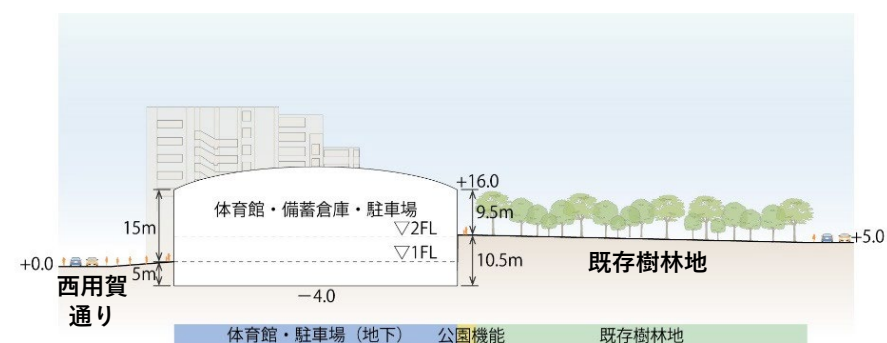 +16.0
体育館・備蓄倉庫・駐車場
9.5m
15m
▽2FL
+5.0
▽1FL
+0.0
5m
10.5m
既存樹林地
西用賀
通り
−4.0
体育館・駐車場(地下)
公園機能
既存樹林地